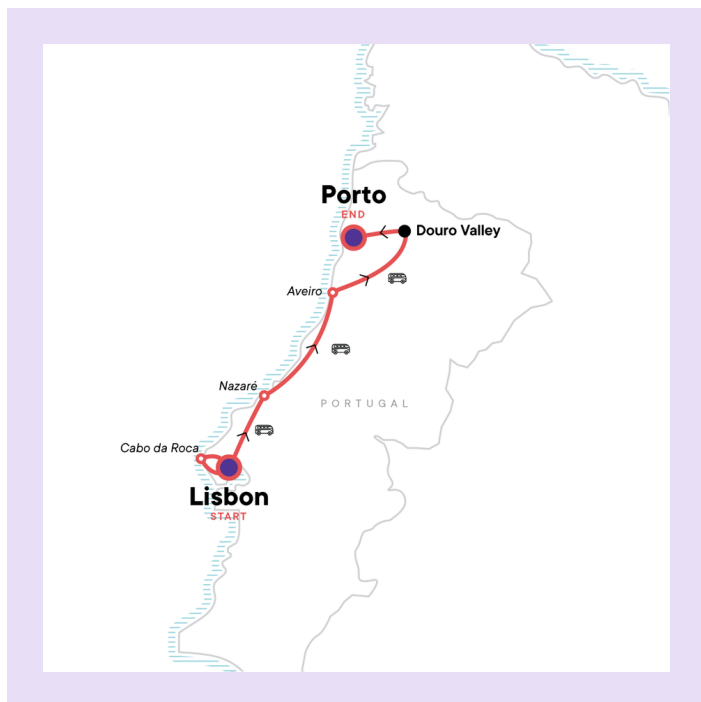 Porto
END
Douro Valley
Aveiro
Nazaré
PORTUGAL
Cabo da Roca
Lisbon
START